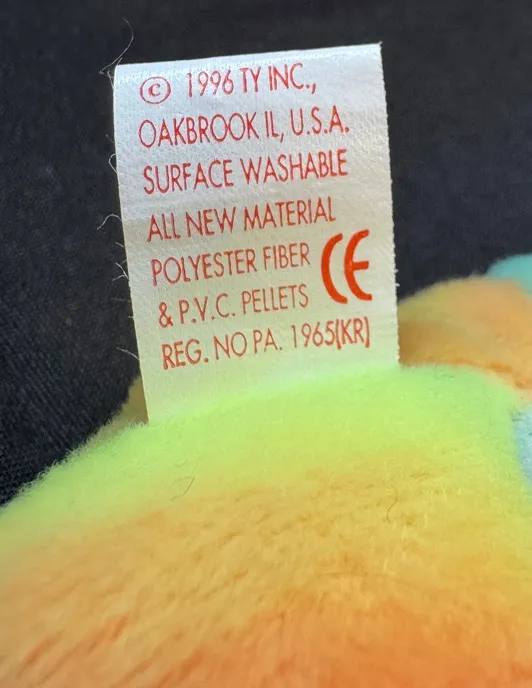 © 1996 TY INC.,
OAKBROOK IL, U.S.A.
SURFACE WASHABLE
ALL NEW MATERIAL
POLYESTER FIBER
& P.V.C. PELLETS CE
REG. NO PA. 1965(KR)